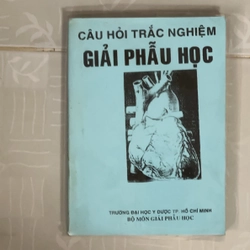 CÂU HỎI TRẮC NGHIỆM
GIẢI PHẪU HỌC
TRƯỜNG ĐẠI HỌC Y DƯỢC TP. HỒ CHÍ MINH
BỘ MÔN GIẢI PHẪU HỌC